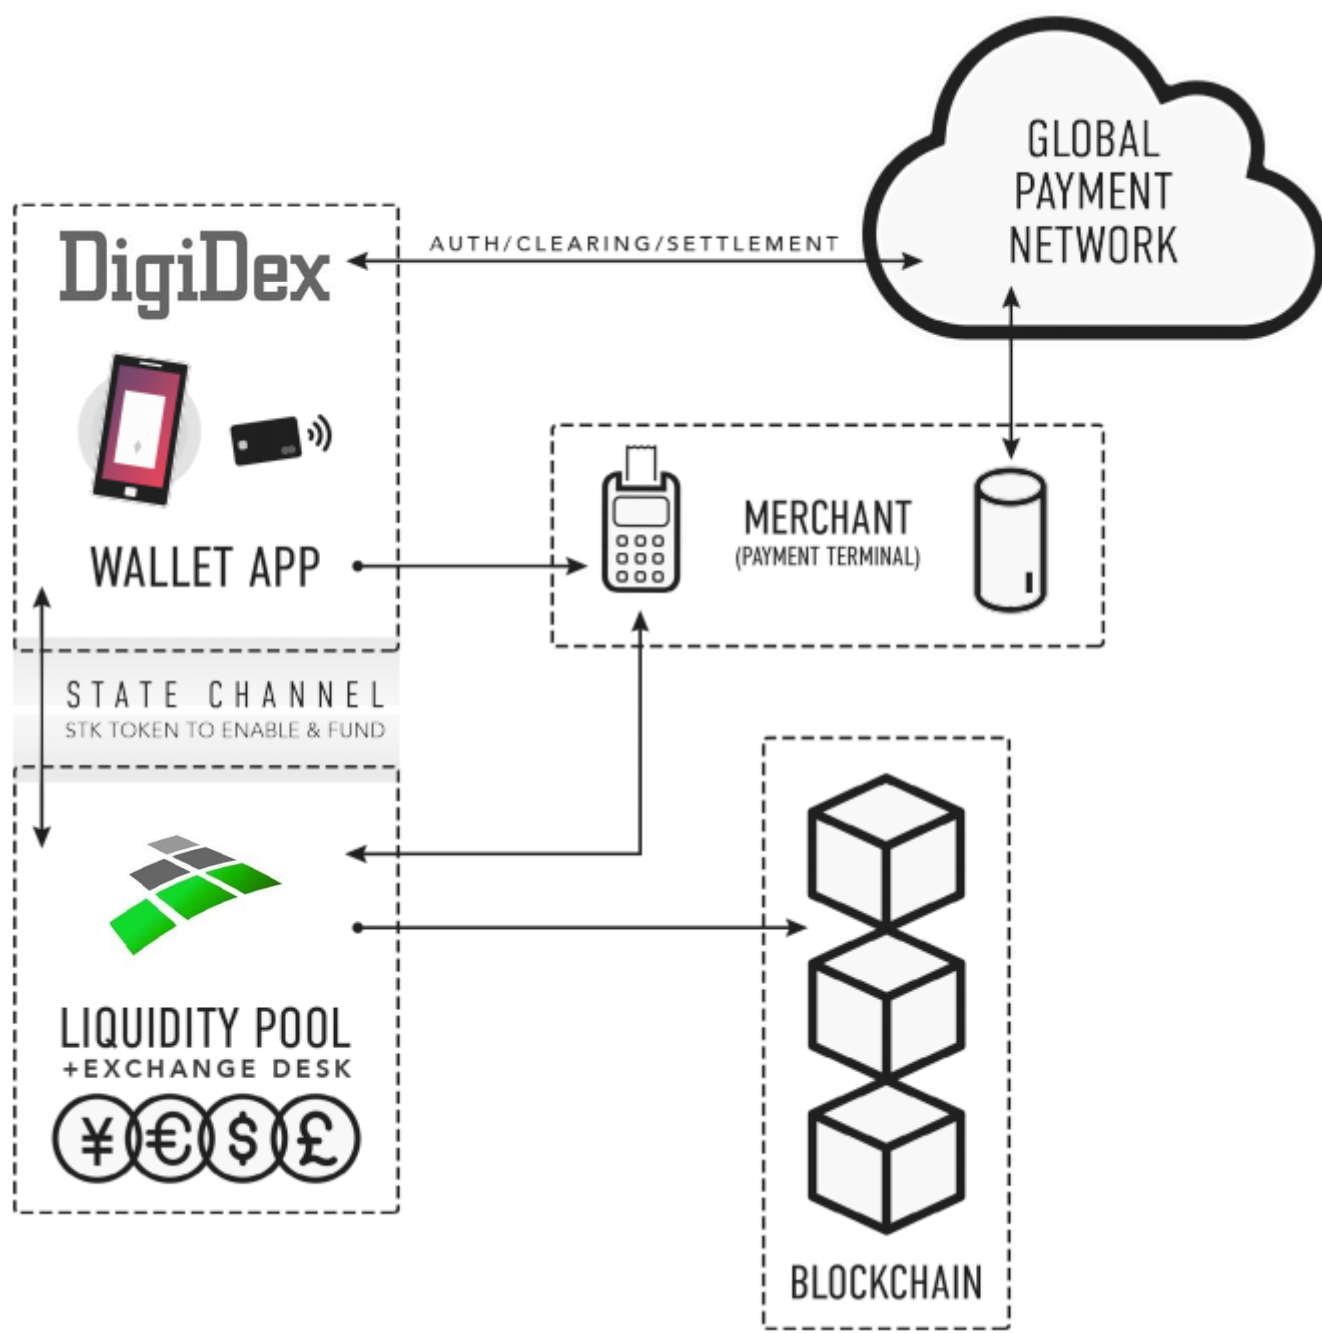 GLOBAL
PAYMENT
NETWORK
DigiDex
AUTH/CLEARING/SETTLEMENT
WALLET APP
MERCHANT
(PAYMENT TERMINAL)
STATE CHANNEL
STK TOKEN TO ENABLE & FUND
LIQUIDITY POOL
+EXCHANGE DESK
¥ € $ £
BLOCKCHAIN